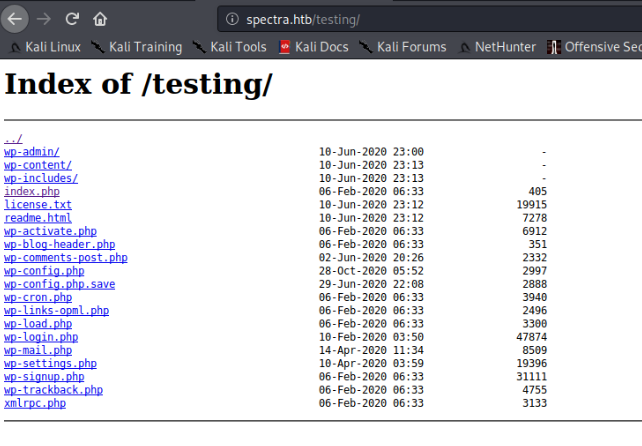 spectra.htb/testing/
Kali Linux Kali Training Kali Tools Kali Docs Kali Forums NetHunter Offensive Sec
Index of /testing/
../
wp-admin/ 10-Jun-2020 23:00 -
wp-content/ 10-Jun-2020 23:13 -
wp-includes/ 10-Jun-2020 23:13 -
index.php 06-Feb-2020 06:33 405
license.txt 10-Jun-2020 23:12 19915
readme.html 10-Jun-2020 23:12 7278
wp-activate.php 06-Feb-2020 06:33 6912
wp-blog-header.php 06-Feb-2020 06:33 351
wp-comments-post.php 02-Jun-2020 20:26 2332
wp-config.php 28-Oct-2020 05:52 2997
wp-config.php.save 29-Jun-2020 22:08 2888
wp-cron.php 06-Feb-2020 06:33 3940
wp-links-opml.php 06-Feb-2020 06:33 2496
wp-load.php 06-Feb-2020 06:33 3300
wp-login.php 10-Feb-2020 03:50 47874
wp-mail.php 14-Apr-2020 11:34 8509
wp-settings.php 10-Apr-2020 03:59 19396
wp-signup.php 06-Feb-2020 06:33 31111
wp-trackback.php 06-Feb-2020 06:33 4755
xmlrpc.php 06-Feb-2020 06:33 3133